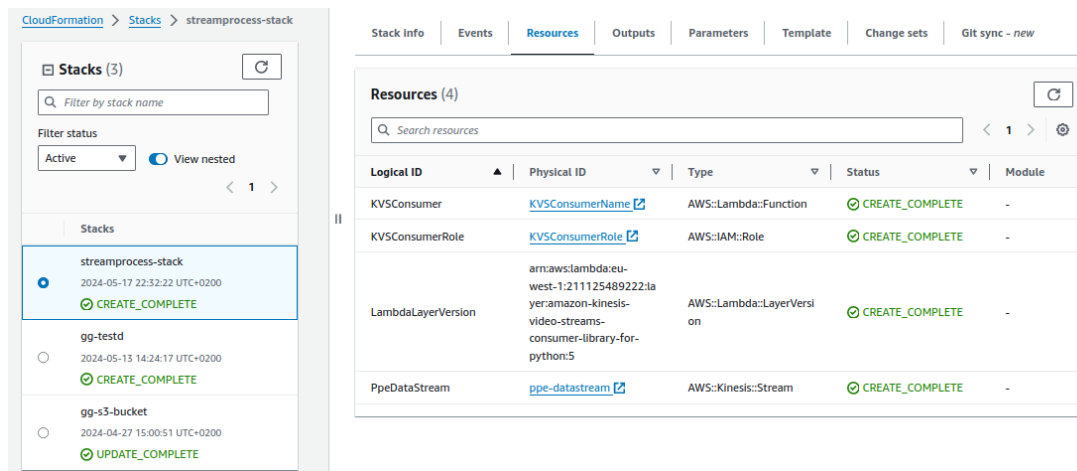 CloudFormation > Stacks > streamprocess-stack
Stacks (3)
Filter by stack name
Filter status
Active
View nested
< 1 >
Stacks
streamprocess-stack
2024-05-17 22:32:22 UTC+0200
CREATE_COMPLETE
gg-testd
2024-05-13 14:24:17 UTC+0200
CREATE_COMPLETE
gg-s3-bucket
2024-04-27 15:00:51 UTC+0200
UPDATE_COMPLETE
Stack info Events Resources Outputs Parameters Template Change sets Git sync - new
Resources (4)
Search resources
< 1 >
Logical ID Physical ID Type Status Module
KVSConsumer KVSConsumerName AWS::Lambda::Function CREATE_COMPLETE -
KVSConsumerRole KVSConsumerRole AWS::IAM::Role CREATE_COMPLETE -
LambdaLayerVersion
arn:aws:lambda:eu-
west-1:211125489222:la
yer:amazon-kinesis-
video-streams-
consumer-library-for-
python:5
AWS::Lambda::LayerVersi
on
CREATE_COMPLETE -
PpeDataStream ppe-datastream AWS::Kinesis::Stream CREATE_COMPLETE -